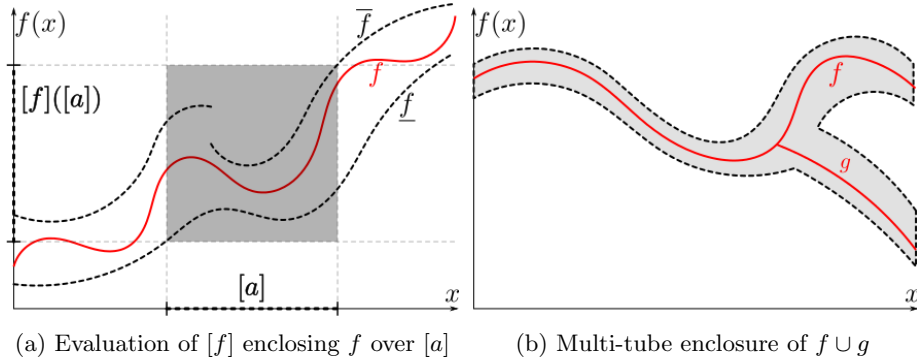 f(x)
f̅
f
[f]([a])
f̲
[a]
x
(a) Evaluation of [f] enclosing f over [a]
f(x)
f
g
x
(b) Multi-tube enclosure of f ∪ g